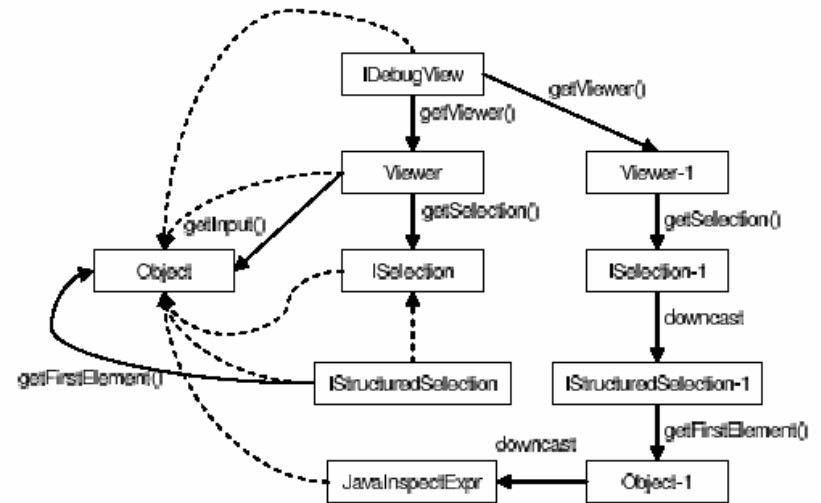 IDebugView
getViewer()
getViewer()
Viewer
Viewer-1
getInput()
getSelection()
getSelection()
Object
ISelection
ISelection-1
downcast
getFirstElement()
IStructuredSelection
IStructuredSelection-1
getFirstElement()
downcast
JavaInspectExpr
Object-1